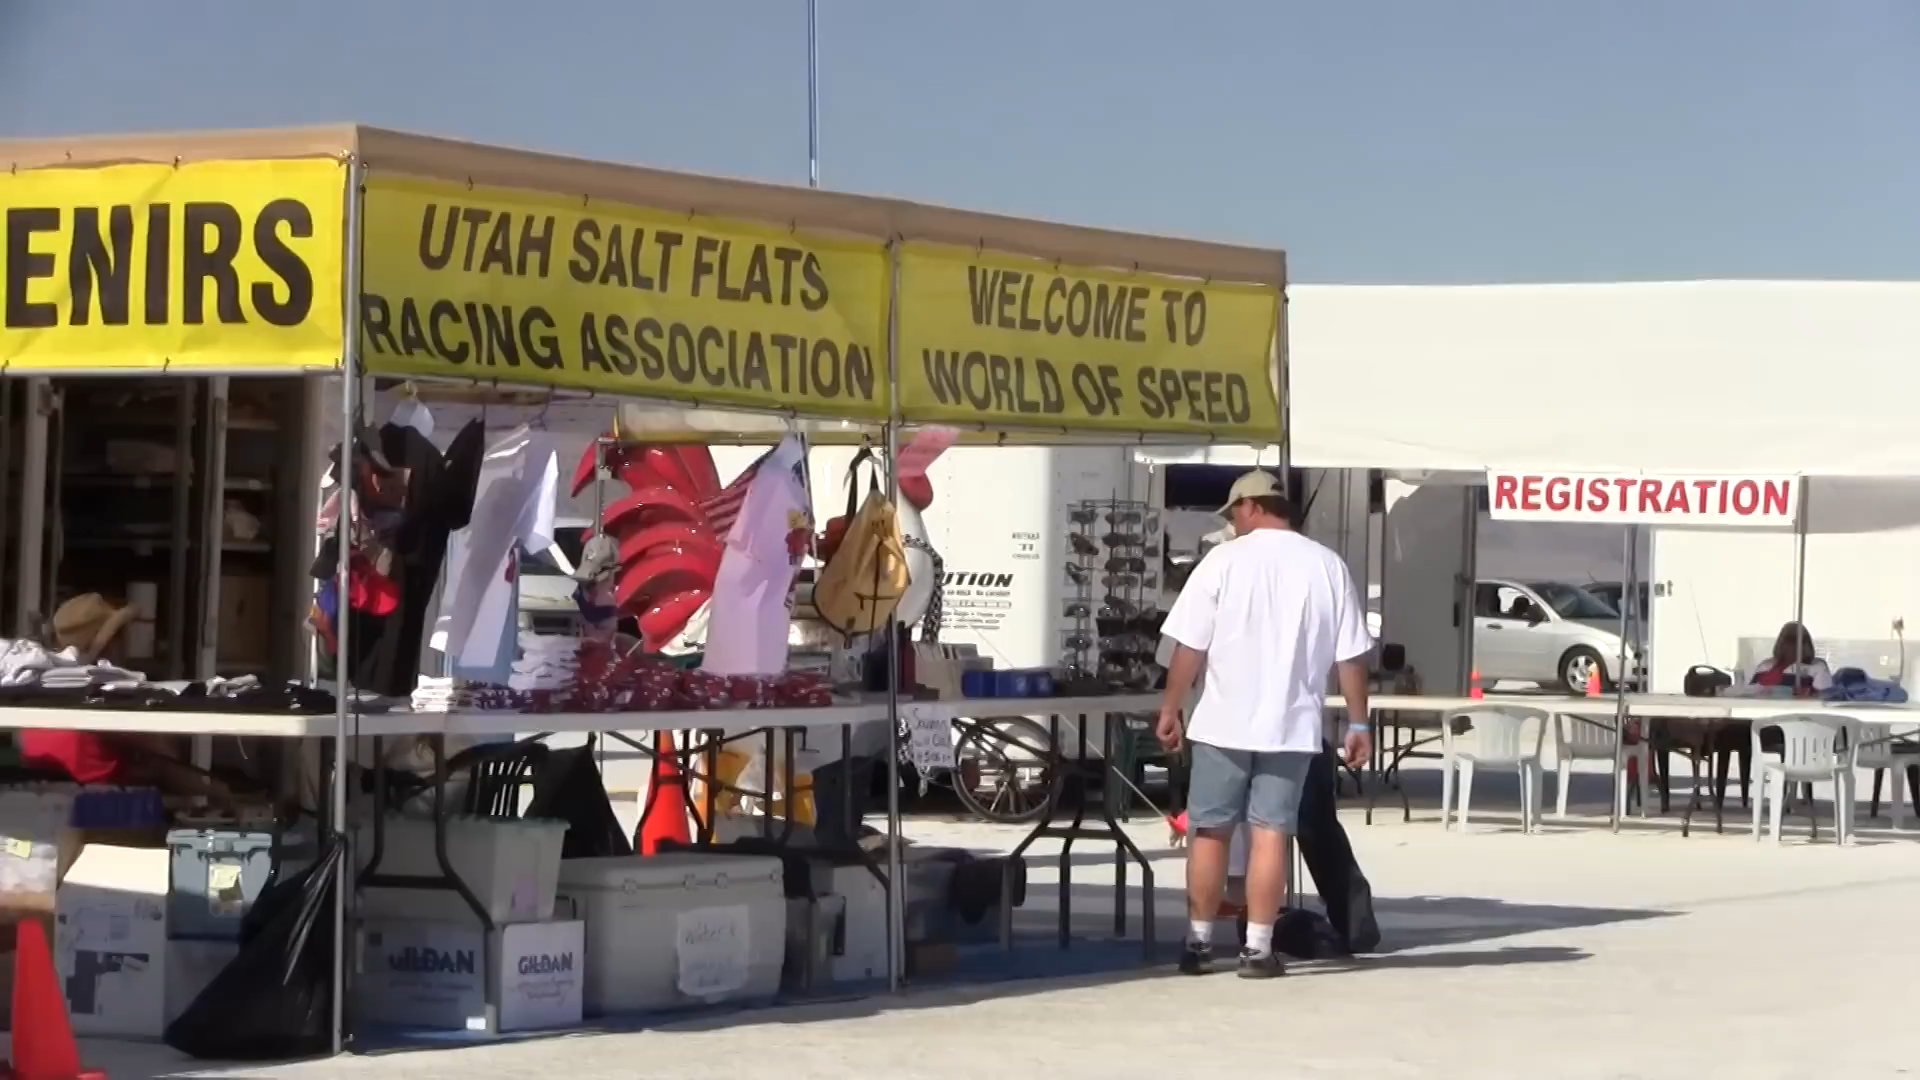 ENIRS
UTAH SALT FLATS
RACING ASSOCIATION
WELCOME TO
WORLD OF SPEED
REGISTRATION
UTION
GILDAN
GILDAN